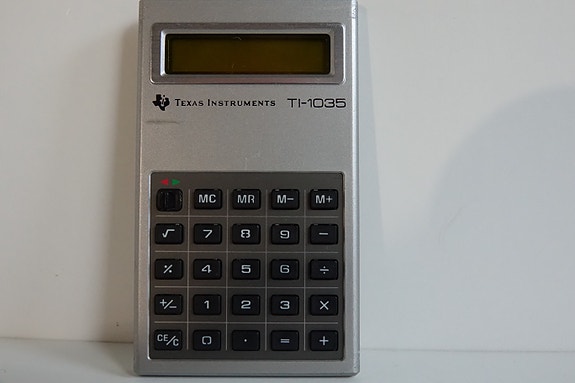 TEXAS INSTRUMENTS TI-1035
MC MR M- M+
√ 7 8 9 -
% 4 5 6 ÷
+/- 1 2 3 ×
CE/C 0 . = +